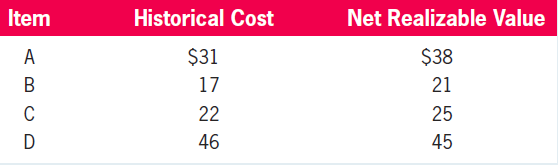 Item Historical Cost Net Realizable Value
A $31 $38
B 17 21
C 22 25
D 46 45